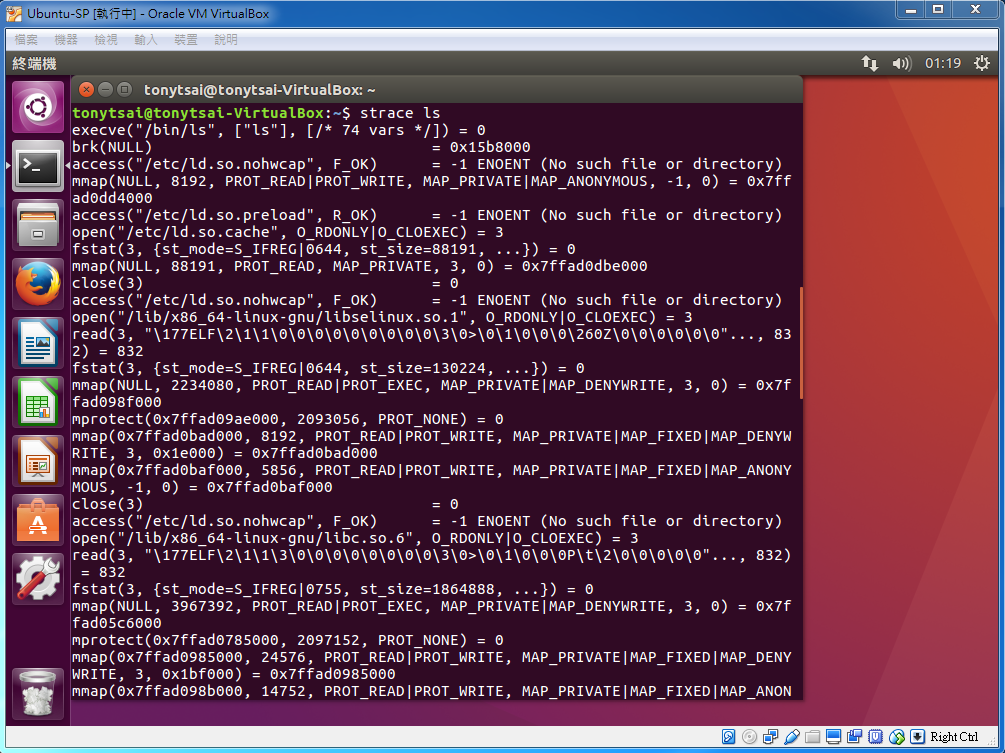 Ubuntu-SP [執行中] - Oracle VM VirtualBox
檔案 機器 檢視 輸入 裝置 說明
終端機 01:19
tonytsai@tonytsai-VirtualBox: ~
tonytsai@tonytsai-VirtualBox:~$ strace ls
execve("/bin/ls", ["ls"], [/* 74 vars */]) = 0
brk(NULL) = 0x15b8000
access("/etc/ld.so.nohwcap", F_OK) = -1 ENOENT (No such file or directory)
mmap(NULL, 8192, PROT_READ|PROT_WRITE, MAP_PRIVATE|MAP_ANONYMOUS, -1, 0) = 0x7ff
ad0dd4000
access("/etc/ld.so.preload", R_OK) = -1 ENOENT (No such file or directory)
open("/etc/ld.so.cache", O_RDONLY|O_CLOEXEC) = 3
fstat(3, {st_mode=S_IFREG|0644, st_size=88191, ...}) = 0
mmap(NULL, 88191, PROT_READ, MAP_PRIVATE, 3, 0) = 0x7ffad0dbe000
close(3) = 0
access("/etc/ld.so.nohwcap", F_OK) = -1 ENOENT (No such file or directory)
open("/lib/x86_64-linux-gnu/libselinux.so.1", O_RDONLY|O_CLOEXEC) = 3
read(3, "\177ELF\2\1\1\0\0\0\0\0\0\0\0\0\3\0>\0\1\0\0\0\260Z\0\0\0\0\0\0"..., 83
2) = 832
fstat(3, {st_mode=S_IFREG|0644, st_size=130224, ...}) = 0
mmap(NULL, 2234080, PROT_READ|PROT_EXEC, MAP_PRIVATE|MAP_DENYWRITE, 3, 0) = 0x7f
fad098f000
mprotect(0x7ffad09ae000, 2093056, PROT_NONE) = 0
mmap(0x7ffad0bad000, 8192, PROT_READ|PROT_WRITE, MAP_PRIVATE|MAP_FIXED|MAP_DENYW
RITE, 3, 0x1e000) = 0x7ffad0bad000
mmap(0x7ffad0baf000, 5856, PROT_READ|PROT_WRITE, MAP_PRIVATE|MAP_FIXED|MAP_ANONY
MOUS, -1, 0) = 0x7ffad0baf000
close(3) = 0
access("/etc/ld.so.nohwcap", F_OK) = -1 ENOENT (No such file or directory)
open("/lib/x86_64-linux-gnu/libc.so.6", O_RDONLY|O_CLOEXEC) = 3
read(3, "\177ELF\2\1\1\3\0\0\0\0\0\0\0\0\3\0>\0\1\0\0\0P\t\2\0\0\0\0\0"..., 832)
= 832
fstat(3, {st_mode=S_IFREG|0755, st_size=1864888, ...}) = 0
mmap(NULL, 3967392, PROT_READ|PROT_EXEC, MAP_PRIVATE|MAP_DENYWRITE, 3, 0) = 0x7f
fad05c6000
mprotect(0x7ffad0785000, 2097152, PROT_NONE) = 0
mmap(0x7ffad0985000, 24576, PROT_READ|PROT_WRITE, MAP_PRIVATE|MAP_FIXED|MAP_DENY
WRITE, 3, 0x1bf000) = 0x7ffad0985000
mmap(0x7ffad098b000, 14752, PROT_READ|PROT_WRITE, MAP_PRIVATE|MAP_FIXED|MAP_ANON
Right Ctrl